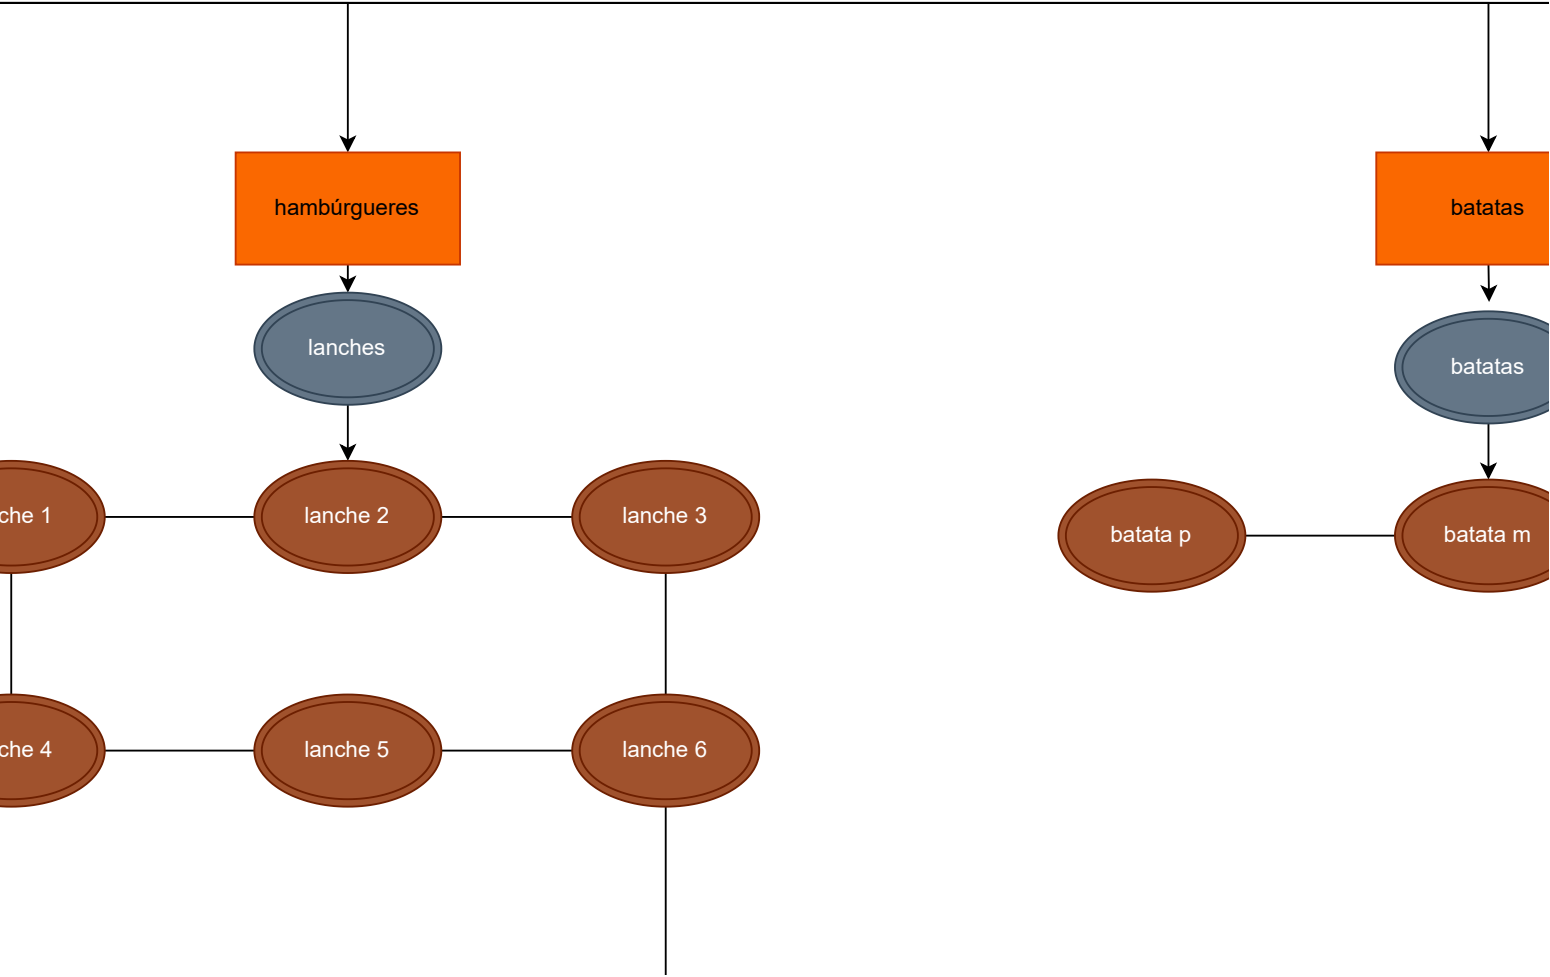 hambúrgueres
batatas
lanches
batatas
che 1
lanche 2
lanche 3
batata p
batata m
che 4
lanche 5
lanche 6